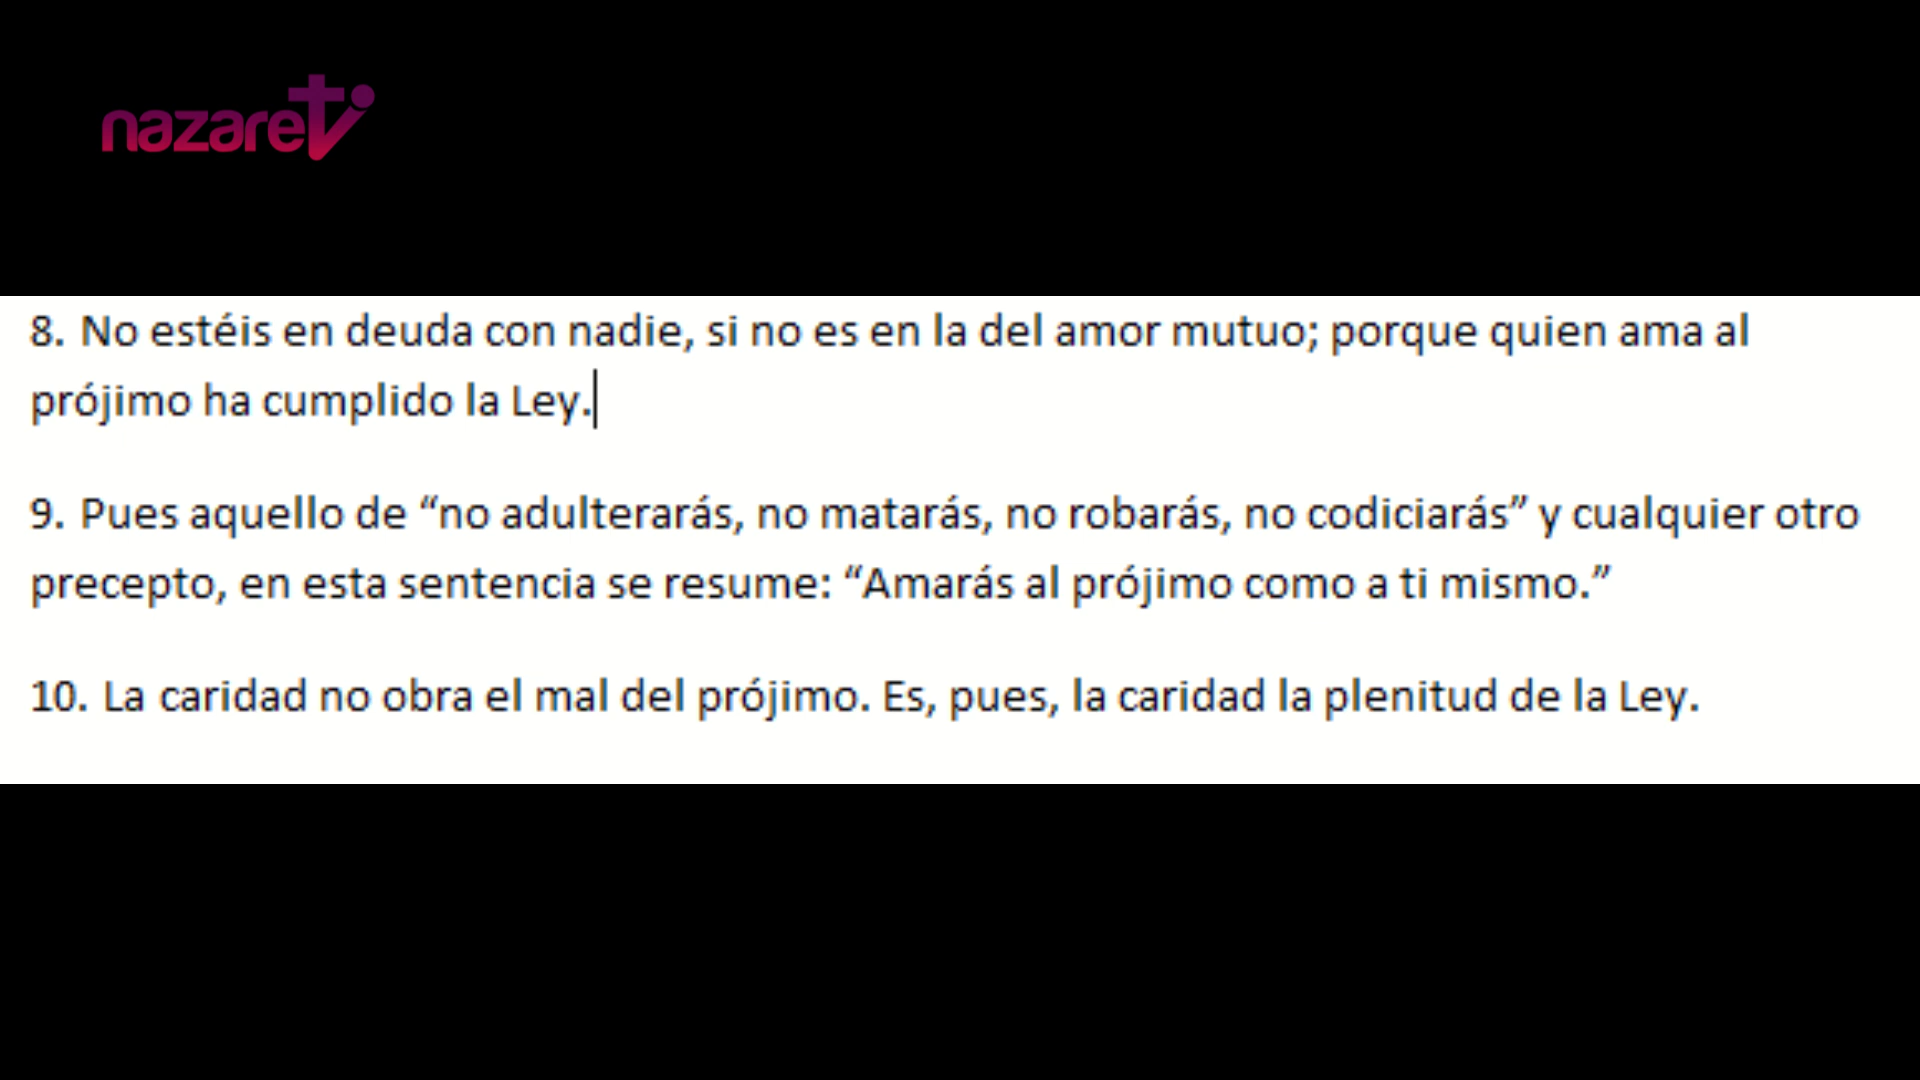 nazaretv
8. No estéis en deuda con nadie, si no es en la del amor mutuo; porque quien ama al
prójimo ha cumplido la Ley.
9. Pues aquello de “no adulterarás, no matarás, no robarás, no codiciarás” y cualquier otro
precepto, en esta sentencia se resume: “Amarás al prójimo como a ti mismo.”
10. La caridad no obra el mal del prójimo. Es, pues, la caridad la plenitud de la Ley.